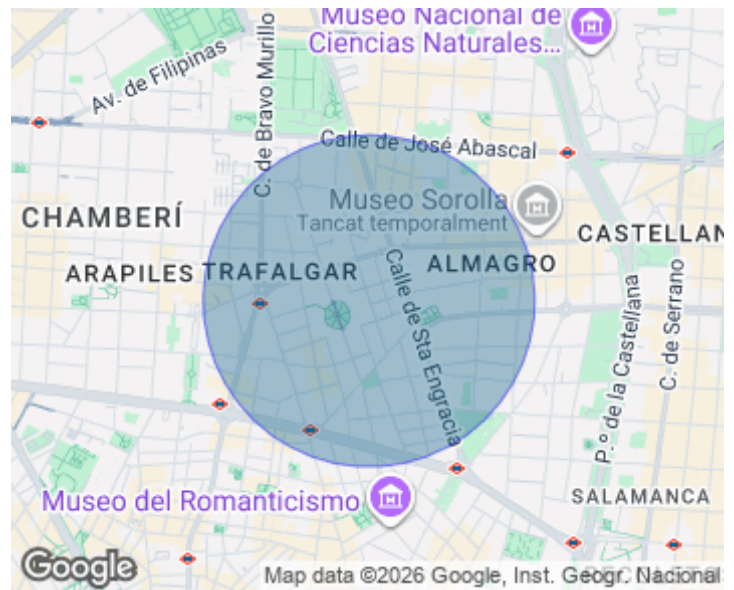 Museo Nacional de
Ciencias Naturales...
Av. de Filipinas
C. de Bravo Murillo
Calle de José Abascal
Museo Sorolla
Tancat temporalment
CHAMBERÍ
CASTELLAN
ARAPILES
TRAFALGAR
ALMAGRO
Calle de Sta Engracia
C. de Serrano
P.º de la Castellana
Museo del Romanticismo
SALAMANCA
Google
Map data ©2026 Google, Inst. Geogr. Nacional